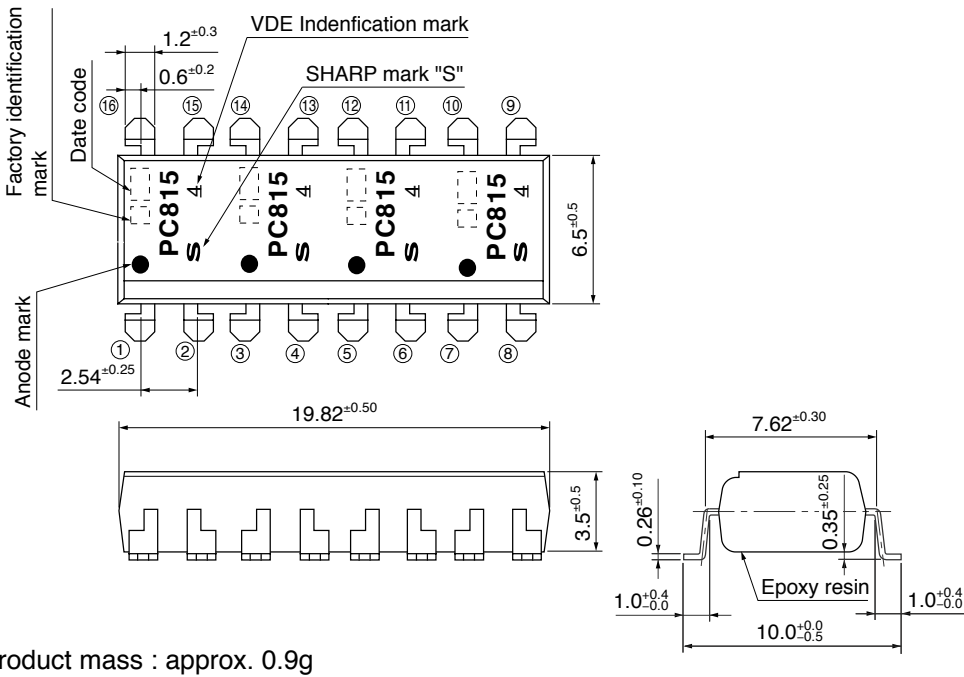 Factory identification
mark
Date code
Anode mark
1.2±0.3
0.6±0.2
VDE Indenfication mark
SHARP mark "S"
⑯ ⑮ ⑭ ⑬ ⑫ ⑪ ⑩ ⑨
PC815 4 S
PC815 4 S
PC815 4 S
PC815 4 S
6.5±0.5
① ② ③ ④ ⑤ ⑥ ⑦ ⑧
2.54±0.25
19.82±0.50
3.5±0.5
7.62±0.30
0.26±0.10
0.35±0.25
Epoxy resin
1.0+0.4−0.0
1.0+0.4−0.0
10.0+0.0−0.5
roduct mass : approx. 0.9g